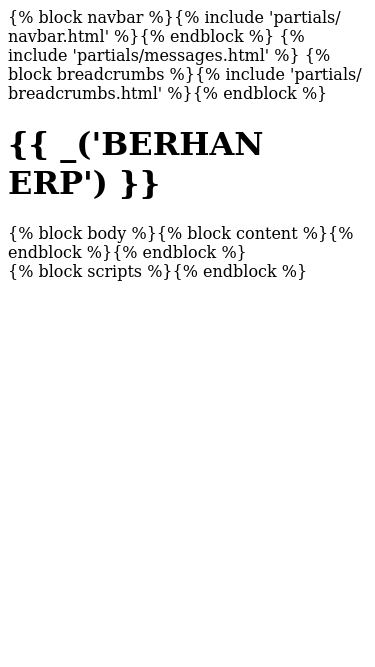 {% block navbar %}{% include 'partials/
navbar.html' %}{% endblock %} {%
include 'partials/messages.html' %} {%
block breadcrumbs %}{% include 'partials/
breadcrumbs.html' %}{% endblock %}
{{ _('BERHAN
ERP') }}
{% block body %}{% block content %}{%
endblock %}{% endblock %}
{% block scripts %}{% endblock %}